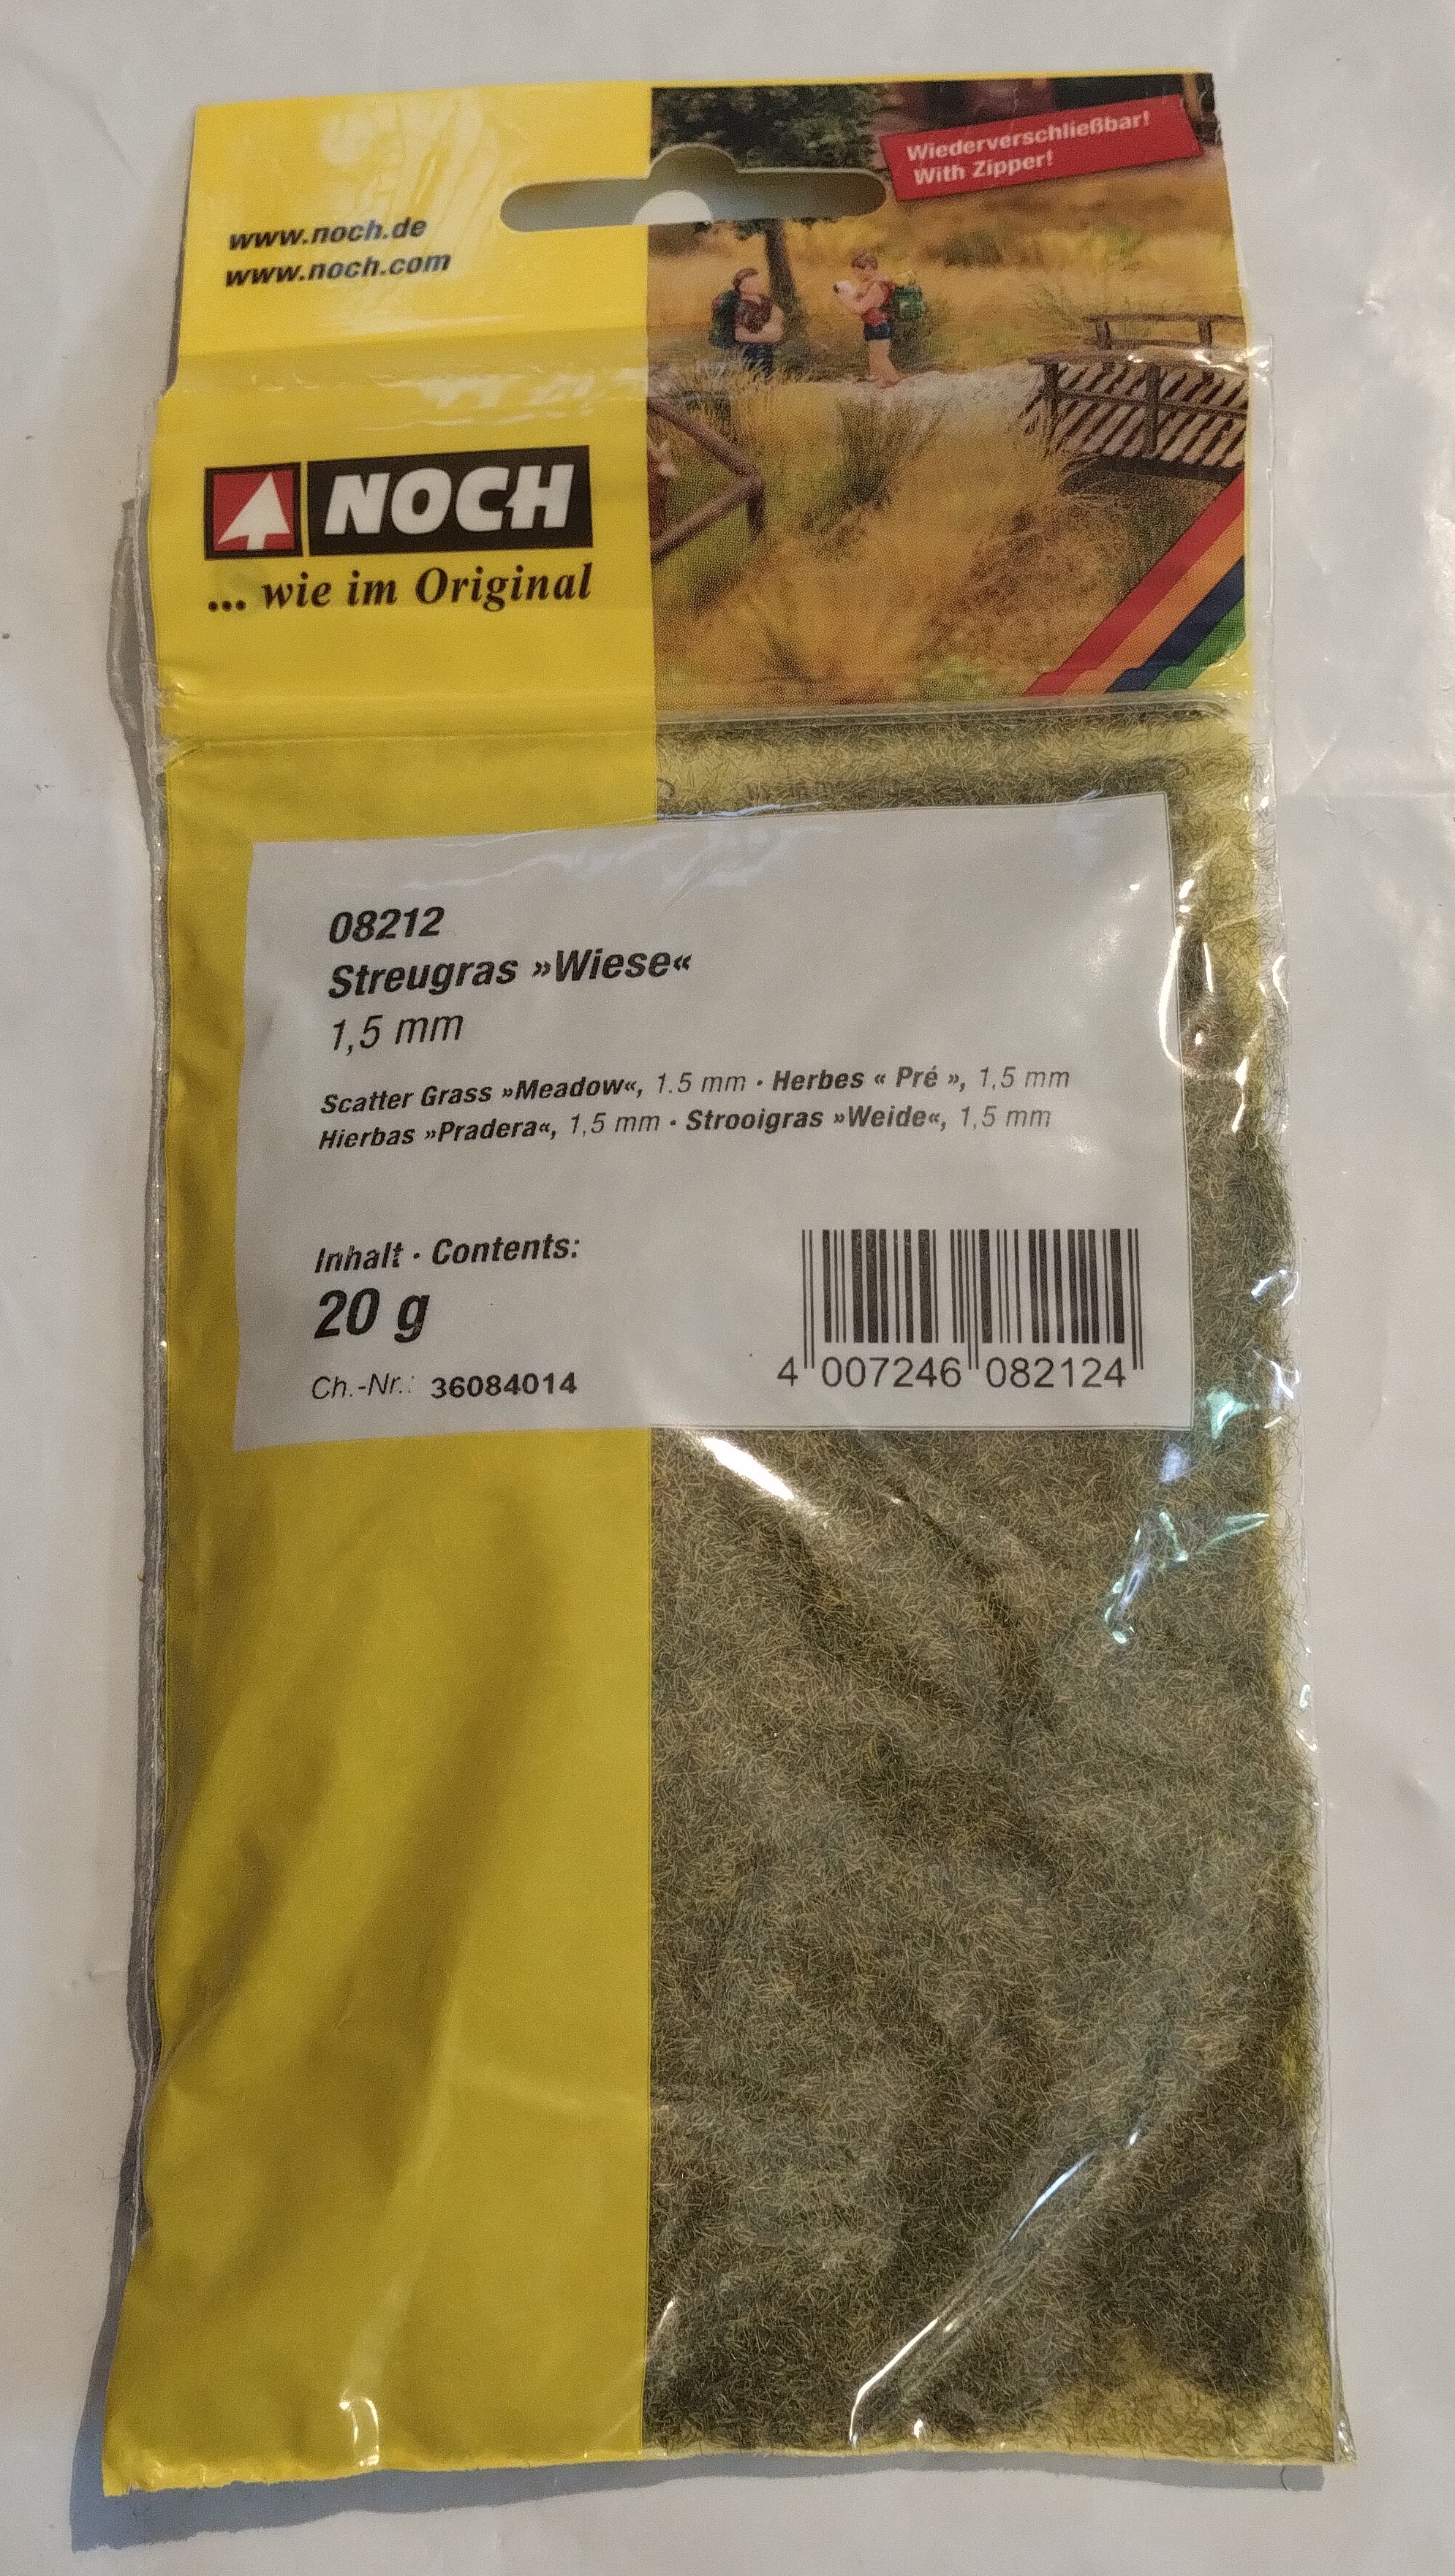 Wiederverschließbar!
With Zipper!
www.noch.de
www.noch.com
NOCH
... wie im Original
08212
Streugras »Wiese«
1,5 mm
Scatter Grass »Meadow«, 1.5 mm · Herbes « Pré », 1,5 mm
Hierbas »Pradera«, 1,5 mm · Strooigras »Weide«, 1,5 mm
Inhalt · Contents:
20 g
Ch.-Nr.: 36084014
4 007246 082124